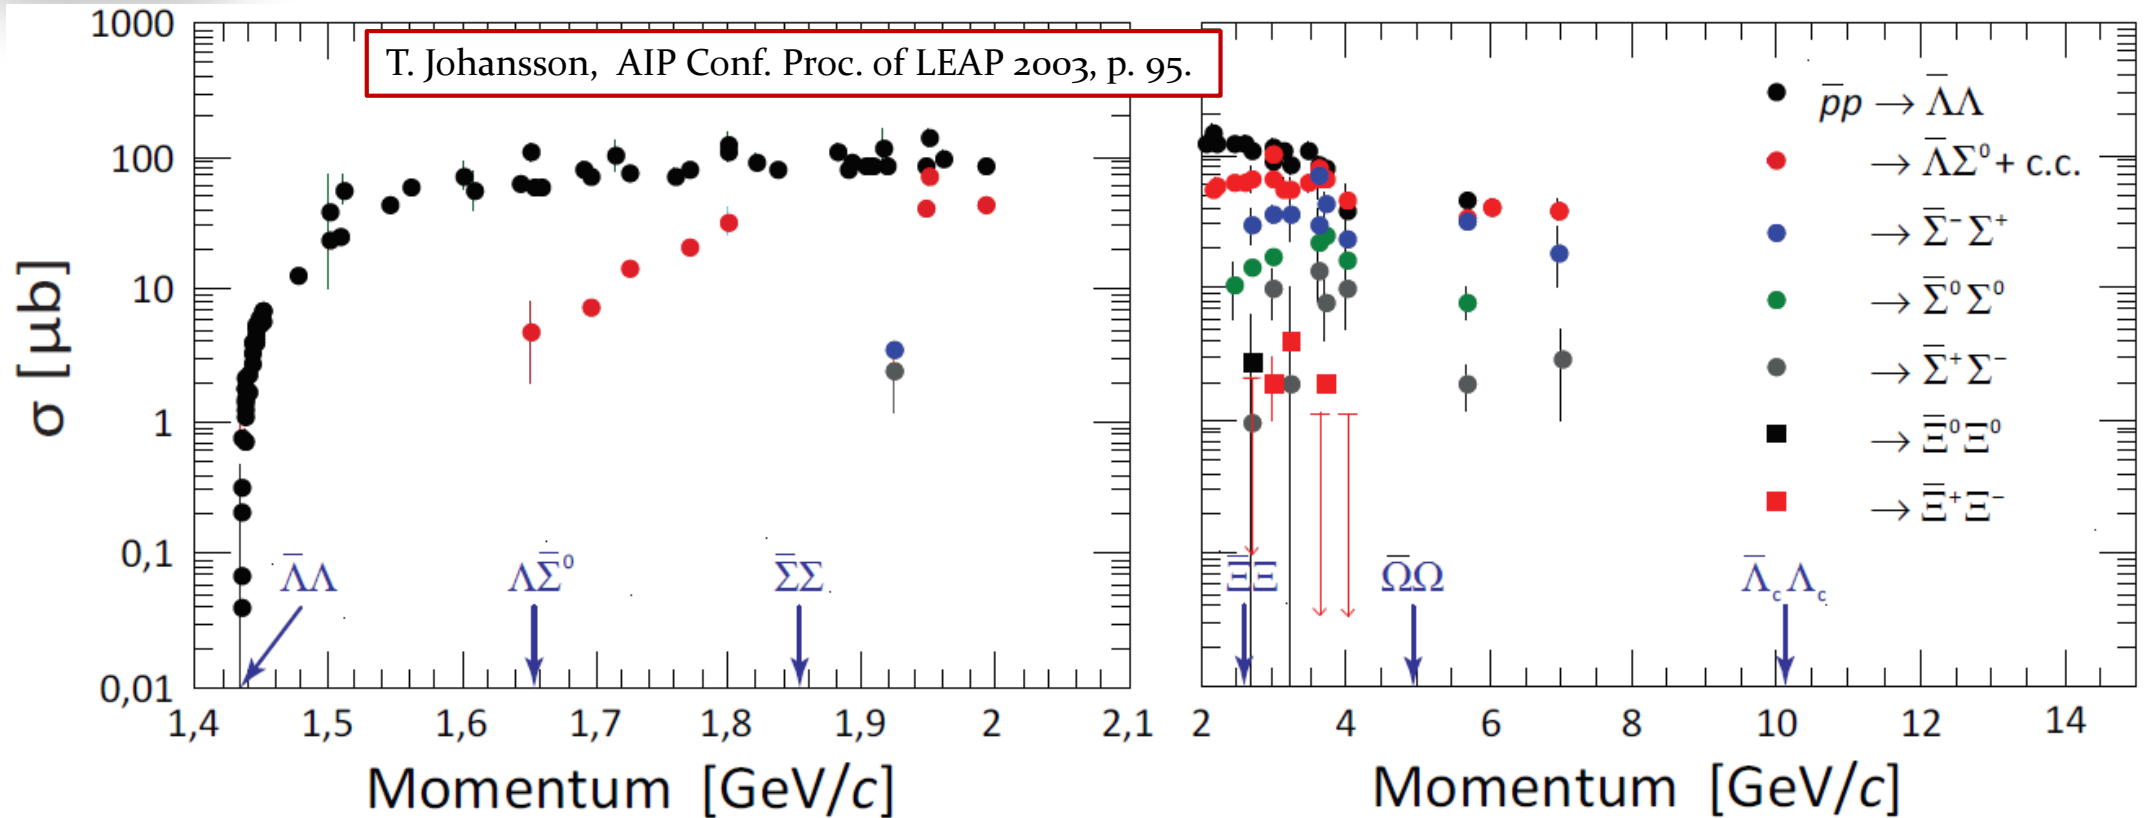 T. Johansson, AIP Conf. Proc. of LEAP 2003, p. 95.
σ [μb]
1000
100
10
1
0,1
0,01
Λ̅Λ
ΛΣ̅⁰
Σ̅Σ
1,4 1,5 1,6 1,7 1,8 1,9 2 2,1
Momentum [GeV/c]
p̅p → Λ̅Λ
→ Λ̅Σ⁰ + c.c.
→ Σ̅⁻Σ⁺
→ Σ̅⁰Σ⁰
→ Σ̅⁺Σ⁻
→ Ξ̅⁰Ξ⁰
→ Ξ̅⁺Ξ⁻
Ξ̅Ξ
Ω̅Ω
Λ̅c Λc
2 4 6 8 10 12 14
Momentum [GeV/c]